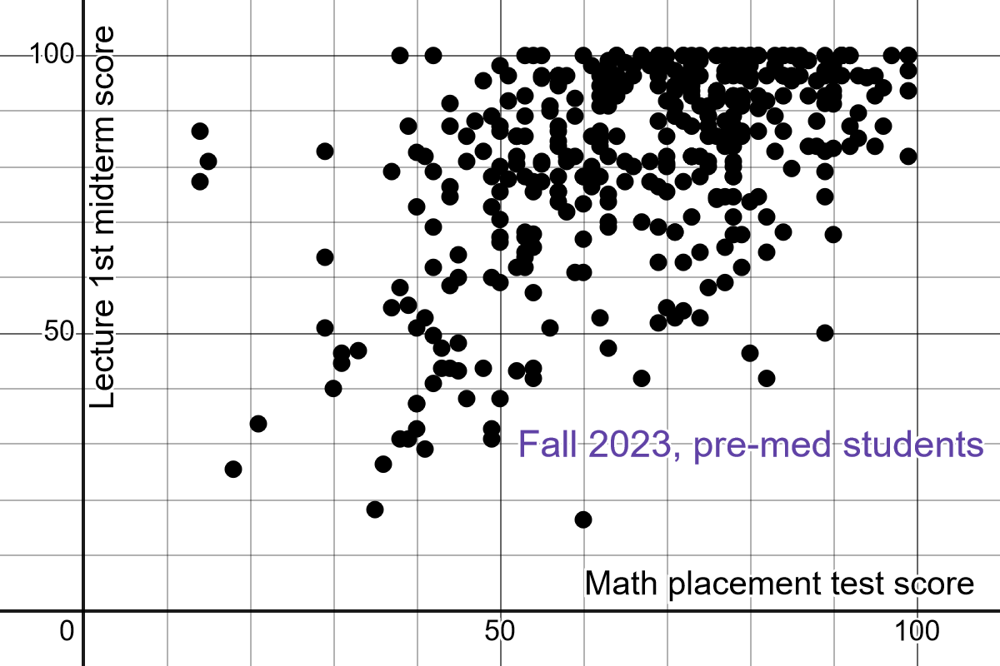 100
Lecture 1st midterm score
50
Fall 2023, pre-med students
Math placement test score
0
50
100